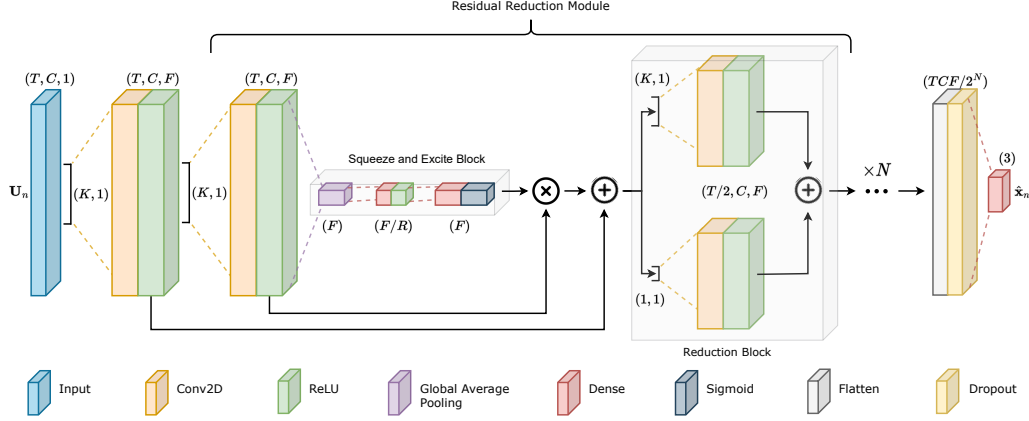 Residual Reduction Module
(T, C, 1)
(T, C, F)
(T, C, F)
(K, 1)
(TCF/2^N)
U_n
(K, 1)
(K, 1)
Squeeze and Excite Block
(F)
(F/R)
(F)
×
+
(T/2, C, F)
+
(1, 1)
×N
•••
(3)
x̂_n
Reduction Block
Input
Conv2D
ReLU
Global Average
Pooling
Dense
Sigmoid
Flatten
Dropout